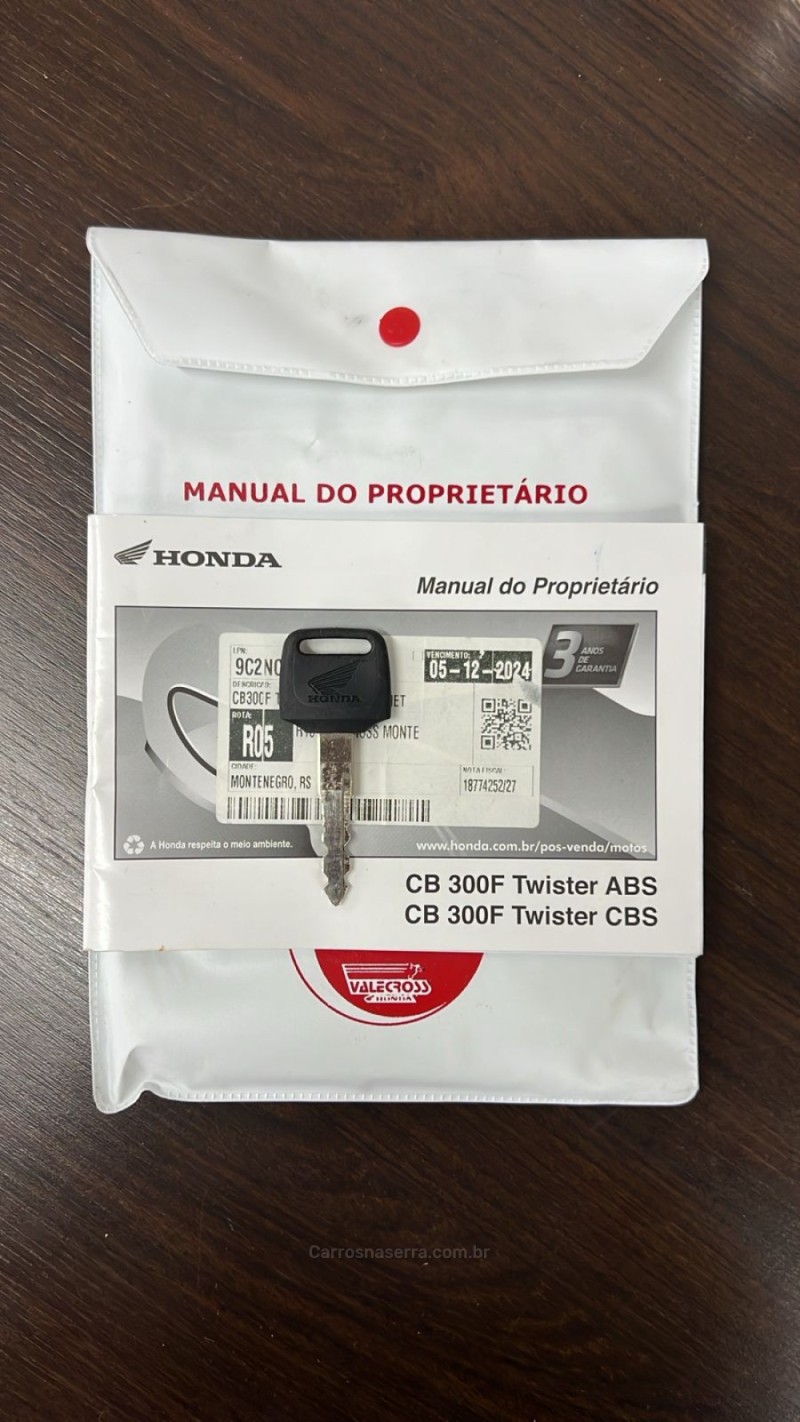 MANUAL DO PROPRIETÁRIO
HONDA
Manual do Proprietário
3 ANOS
DE
GARANTIA
VENCIMENTO:
05-12-2024
9C2NC
DESCRICAO:
CB300F
HONDA
ROTA:
R05
MONTE
CIDADE:
MONTENEGRO, RS
NOTA FISCAL:
18774252/27
A Honda respeita o meio ambiente.
www.honda.com.br/pos-venda/motos
CB 300F Twister ABS
CB 300F Twister CBS
VALECROSS
HONDA
Carrosnaserra.com.br